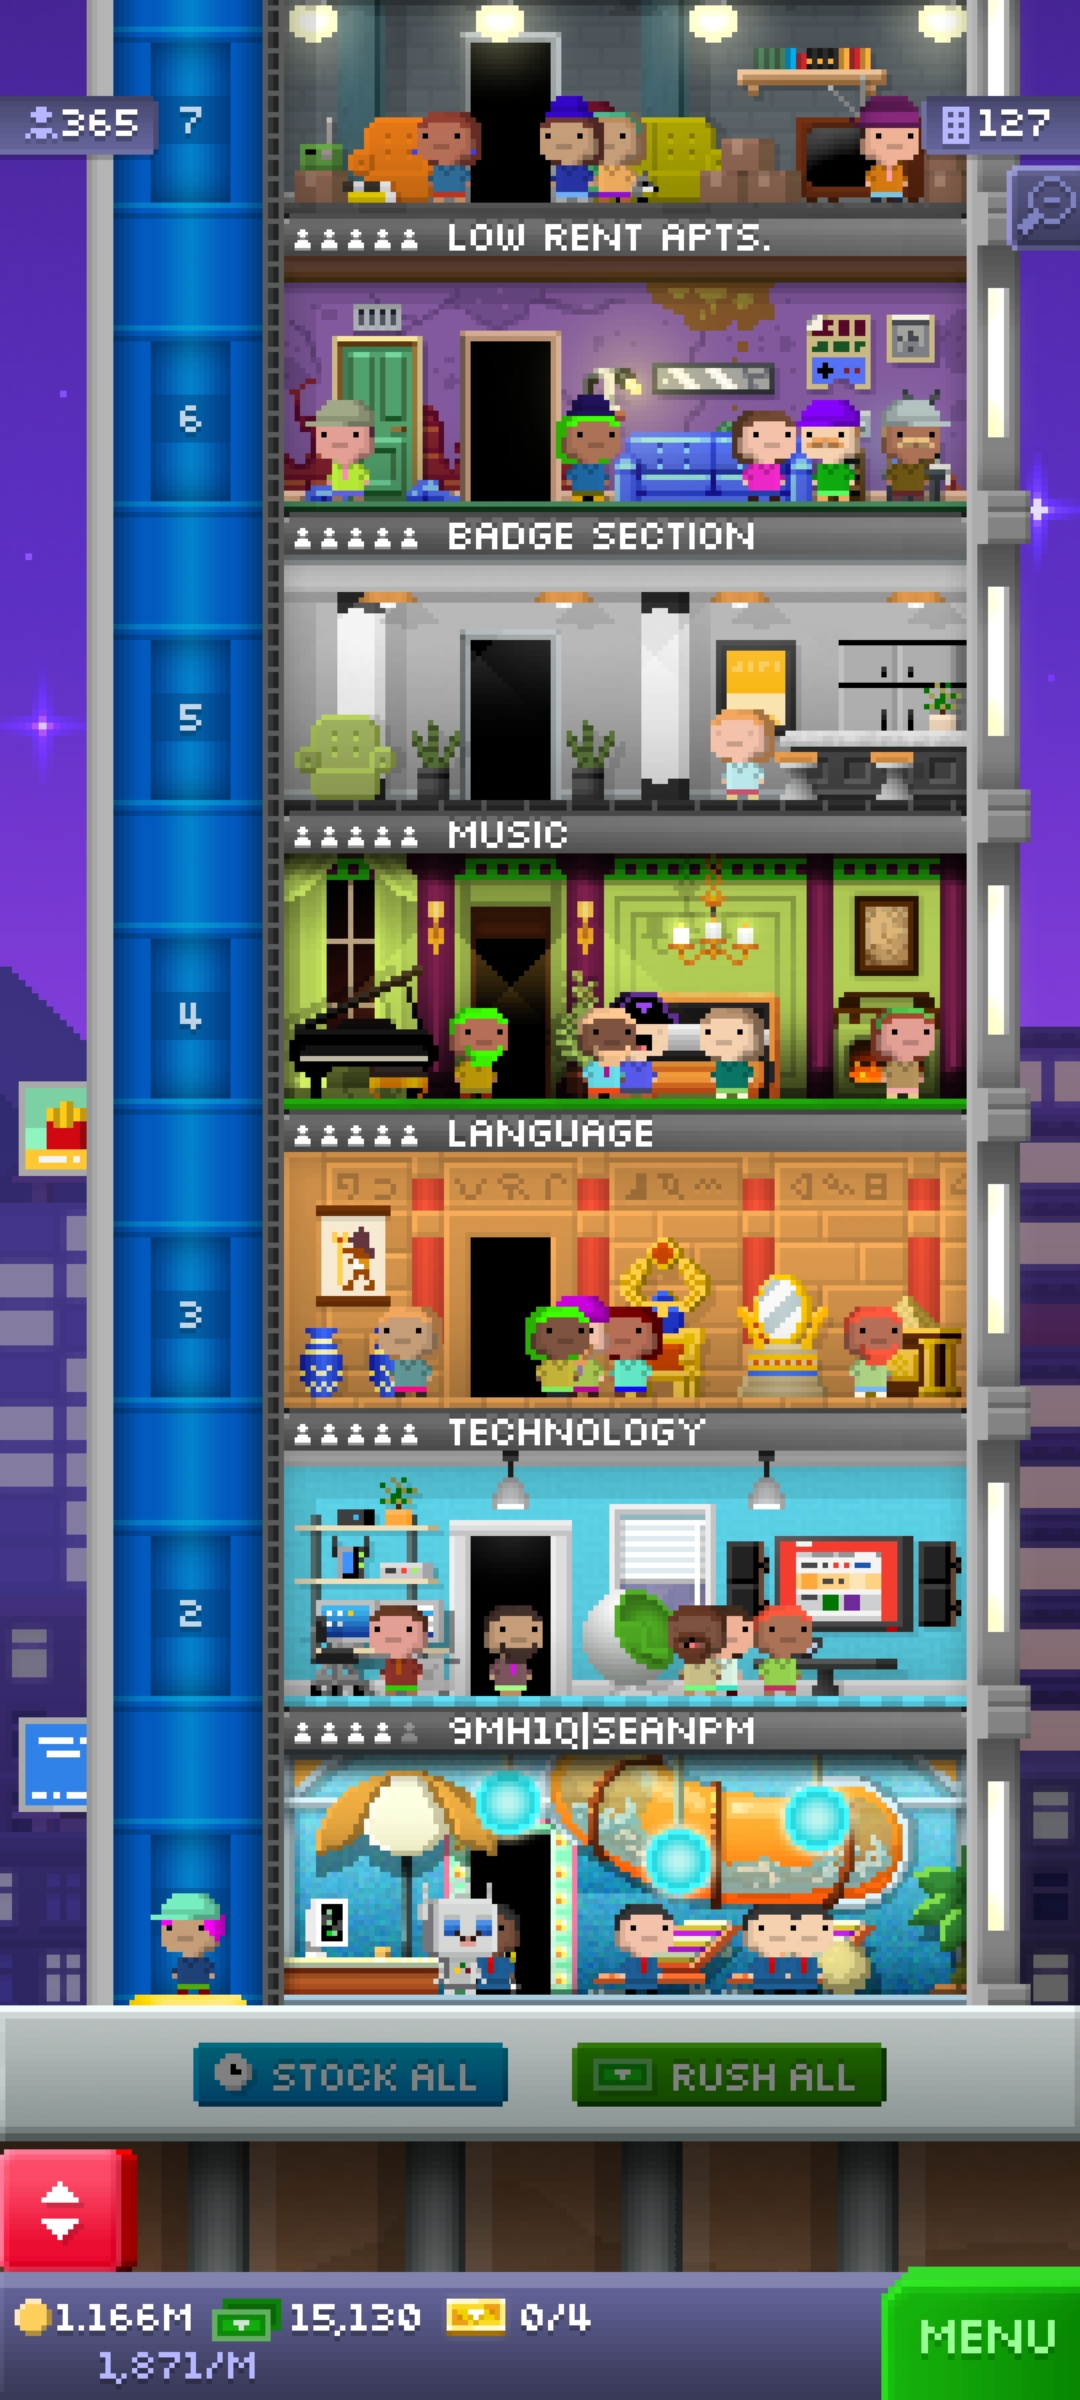 365
7
127
LOW RENT APTS.
6
BADGE SECTION
5
MUSIC
4
LANGUAGE
3
TECHNOLOGY
2
9MH1Q|SEANPM
STOCK ALL
RUSH ALL
1.166M
15,130
0/4
1,871/M
MENU